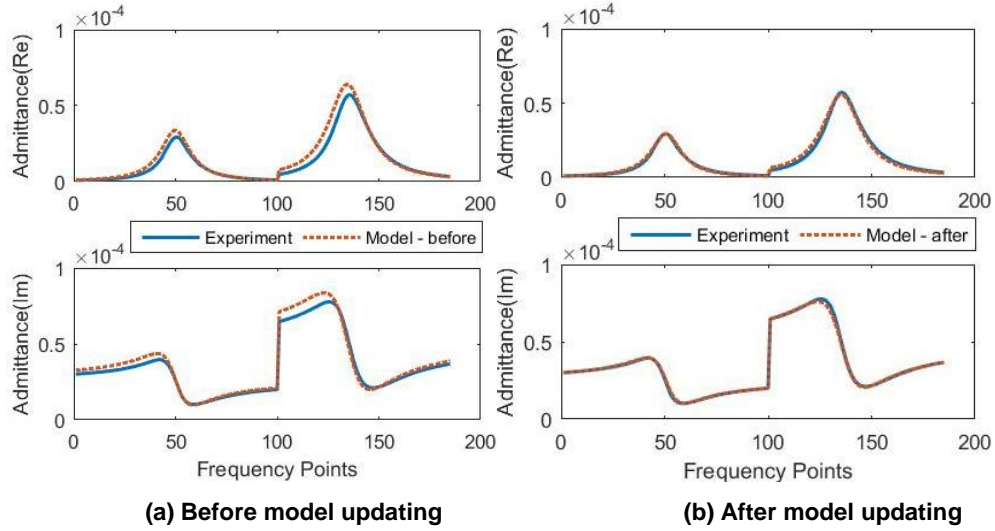 ×10⁻⁴
1
0.5
0
Admittance(Re)
0 50 100 150 200
Experiment Model - before
×10⁻⁴
1
0.5
0
Admittance(Im)
0 50 100 150 200
Frequency Points
(a) Before model updating
×10⁻⁴
1
0.5
0
Admittance(Re)
0 50 100 150 200
Experiment Model - after
×10⁻⁴
1
0.5
0
Admittance(Im)
0 50 100 150 200
Frequency Points
(b) After model updating